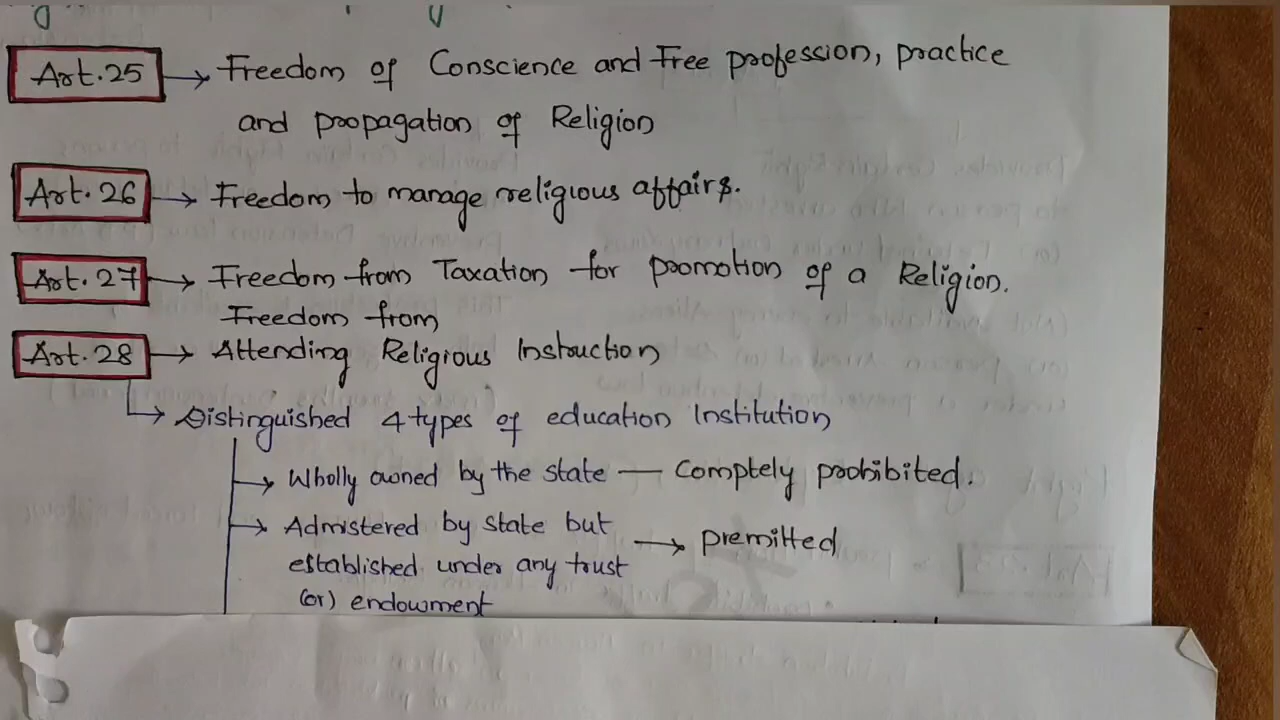 Art.25 → Freedom of Conscience and Free profession, practice
and propagation of Religion
Art.26 → Freedom to manage religious affairs.
Art.27 → Freedom from Taxation for promotion of a Religion.
Freedom from
Art.28 → Attending Religious Instruction
→ Distinguished 4 types of education Institution
→ Wholly owned by the state — Comptely prohibited.
→ Admistered by state but → premitted
established under any trust
(or) endowment